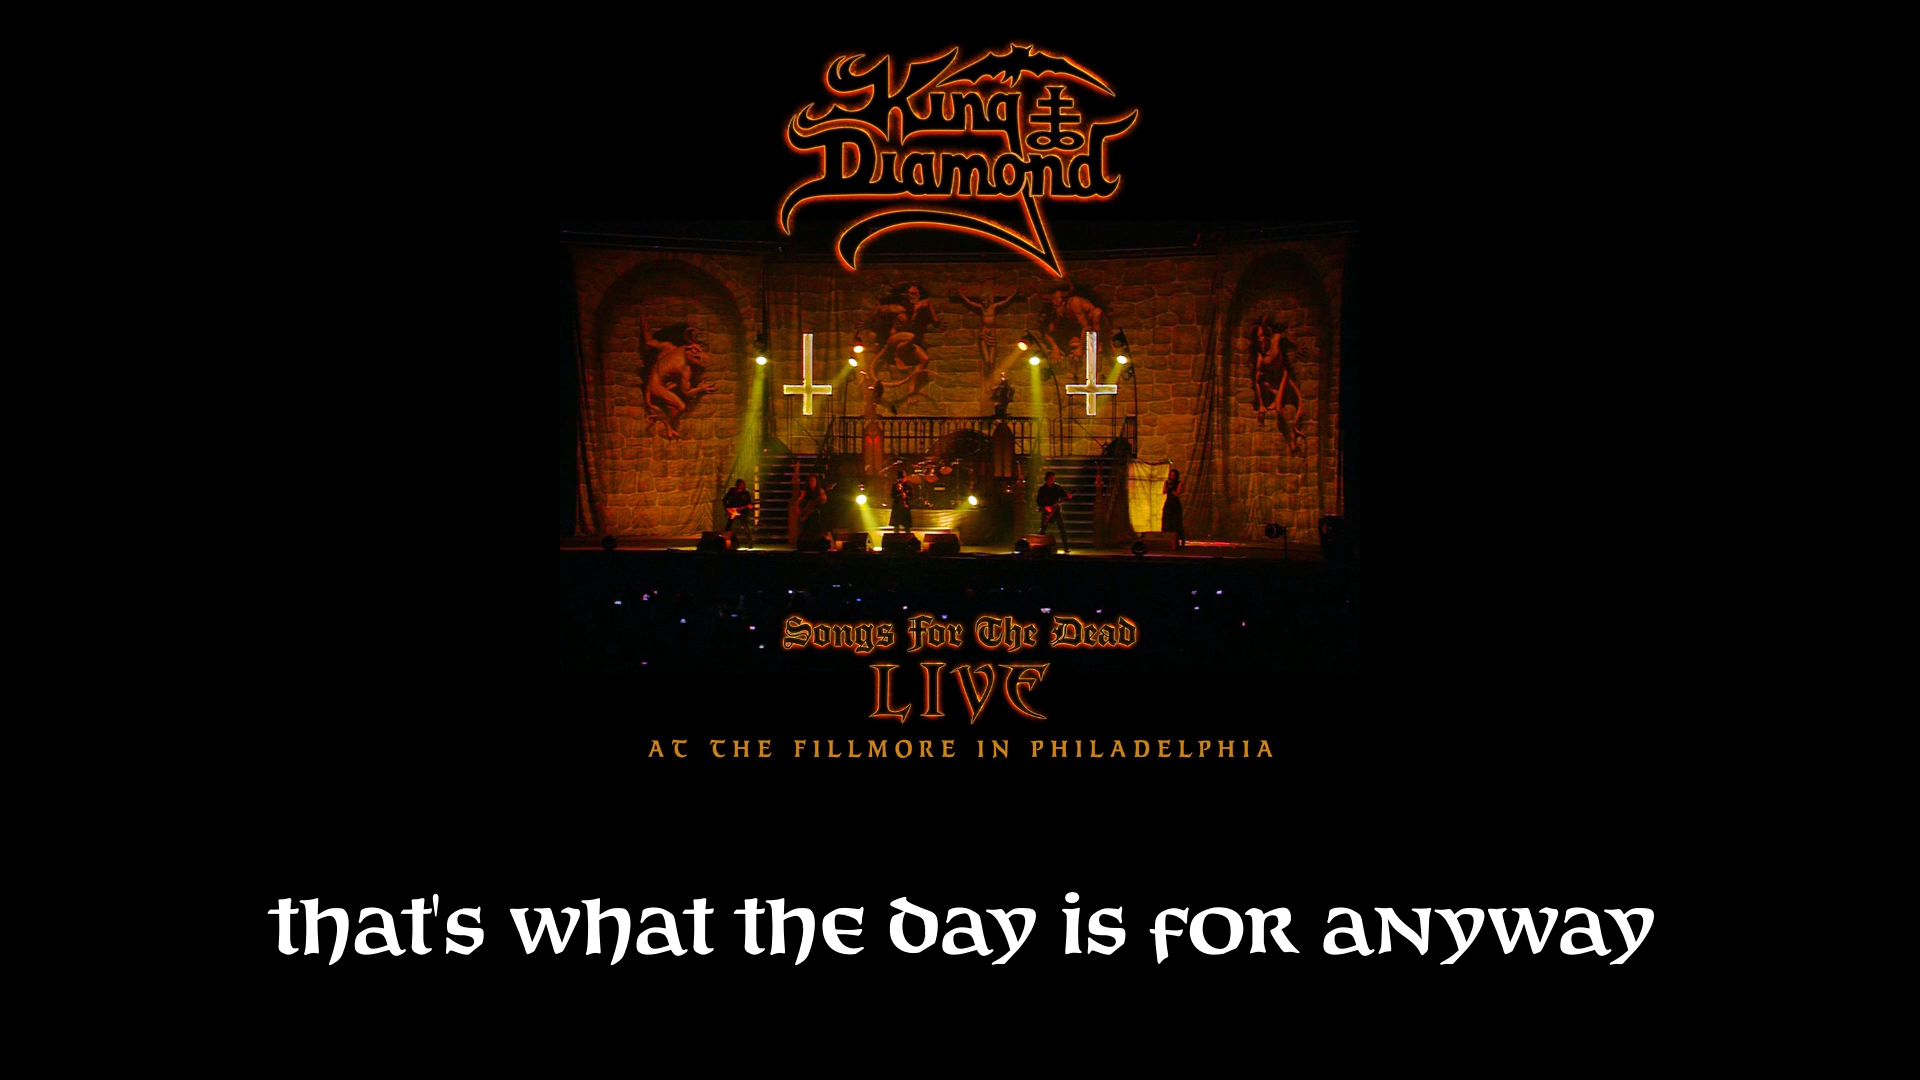 King
Diamond
Songs For The Dead
LIVE
AT THE FILLMORE IN PHILADELPHIA
that's what the day is for anyway